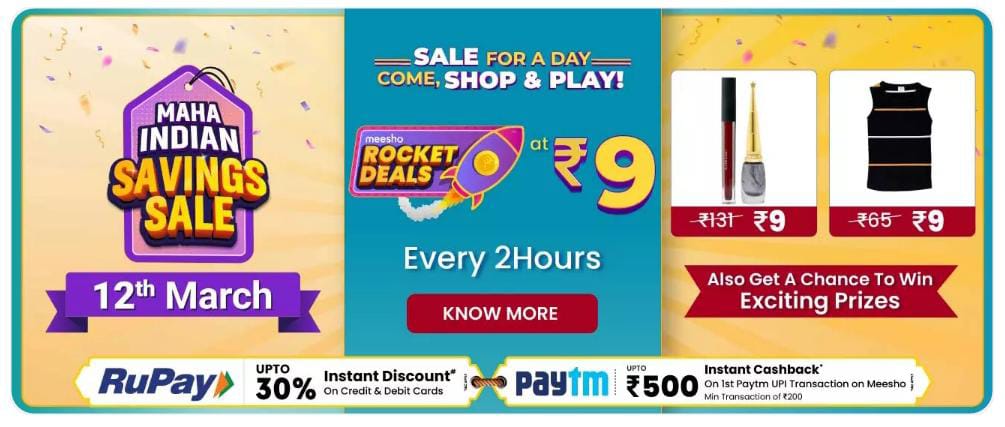 MAHA
INDIAN
SAVINGS
SALE
12th March
SALE FOR A DAY
COME, SHOP & PLAY!
meesho
ROCKET
DEALS
at ₹9
Every 2Hours
KNOW MORE
₹131 ₹9
₹65 ₹9
Also Get A Chance To Win
Exciting Prizes
RuPay
UPTO
30%
Instant Discount#
On Credit & Debit Cards
paytm
UPTO
₹500
Instant Cashback*
On 1st Paytm UPI Transaction on Meesho
Min Transaction of ₹200